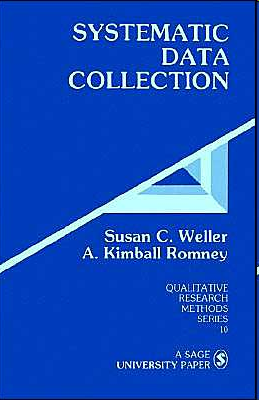 SYSTEMATIC
DATA
COLLECTION
Susan C. Weller
A. Kimball Romney
QUALITATIVE
RESEARCH
METHODS
SERIES
10
A SAGE
UNIVERSITY PAPER